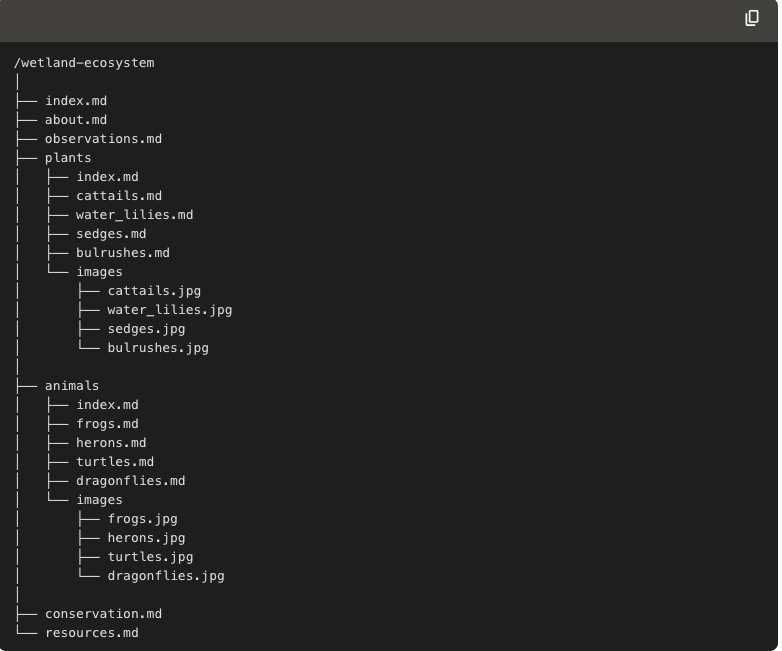 /wetland-ecosystem
│
├── index.md
├── about.md
├── observations.md
├── plants
│   ├── index.md
│   ├── cattails.md
│   ├── water_lilies.md
│   ├── sedges.md
│   ├── bulrushes.md
│   └── images
│       ├── cattails.jpg
│       ├── water_lilies.jpg
│       ├── sedges.jpg
│       └── bulrushes.jpg
│
├── animals
│   ├── index.md
│   ├── frogs.md
│   ├── herons.md
│   ├── turtles.md
│   ├── dragonflies.md
│   └── images
│       ├── frogs.jpg
│       ├── herons.jpg
│       ├── turtles.jpg
│       └── dragonflies.jpg
│
├── conservation.md
└── resources.md